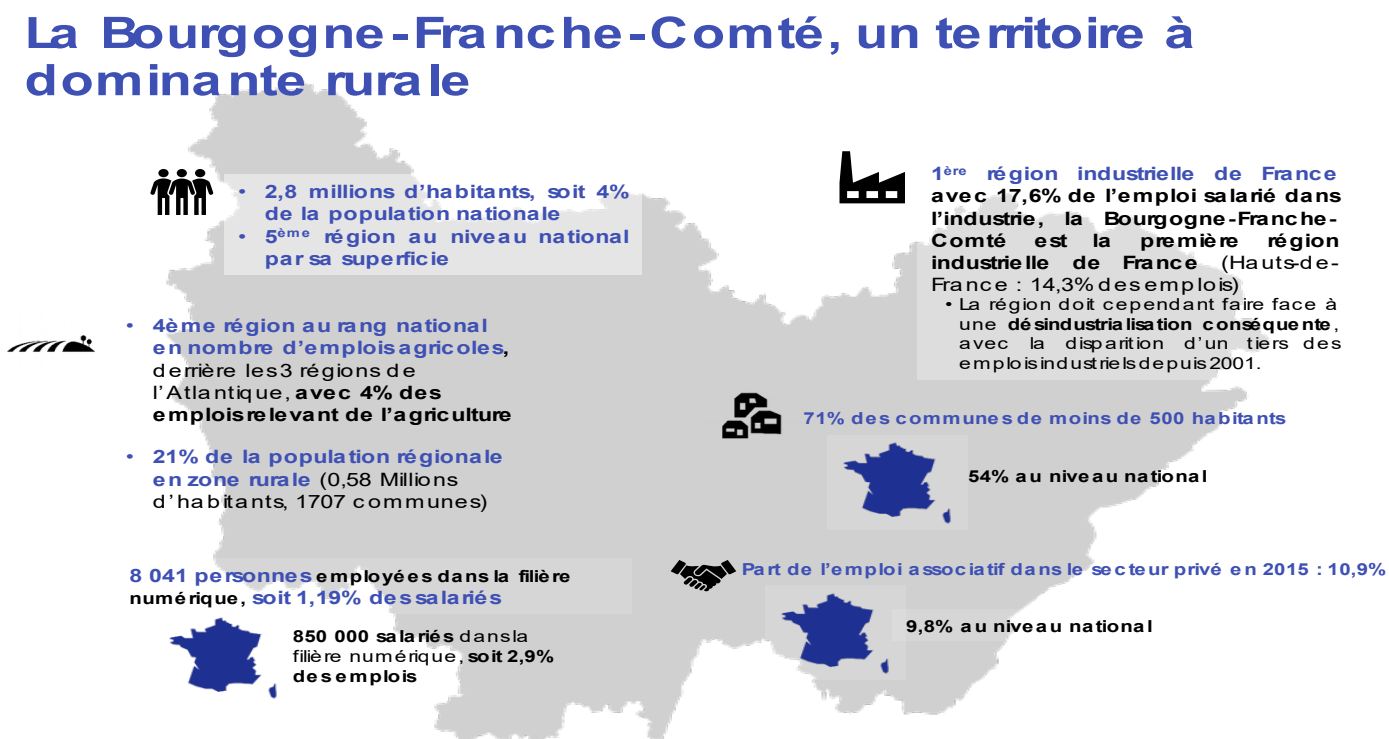 La Bourgogne-Franche-Comté, un territoire à
dominante rurale
• 2,8 millions d'habitants, soit 4%
de la population nationale
• 5ème région au niveau national
par sa superficie
• 4ème région au rang national
en nombre d'emplois agricoles,
derrière les 3 régions de
l'Atlantique, avec 4% des
emplois relevant de l'agriculture
• 21% de la population régionale
en zone rurale (0,58 Millions
d'habitants, 1707 communes)
8 041 personnes employées dans la filière
numérique, soit 1,19% des salariés
850 000 salariés dans la
filière numérique, soit 2,9%
des emplois
1ère région industrielle de France
avec 17,6% de l'emploi salarié dans
l'industrie, la Bourgogne-Franche-
Comté est la première région
industrielle de France (Hauts-de-
France : 14,3% des emplois)
• La région doit cependant faire face à
une désindustrialisation conséquente,
avec la disparition d'un tiers des
emplois industriels depuis 2001.
71% des communes de moins de 500 habitants
54% au niveau national
Part de l'emploi associatif dans le secteur privé en 2015 : 10,9%
9,8% au niveau national